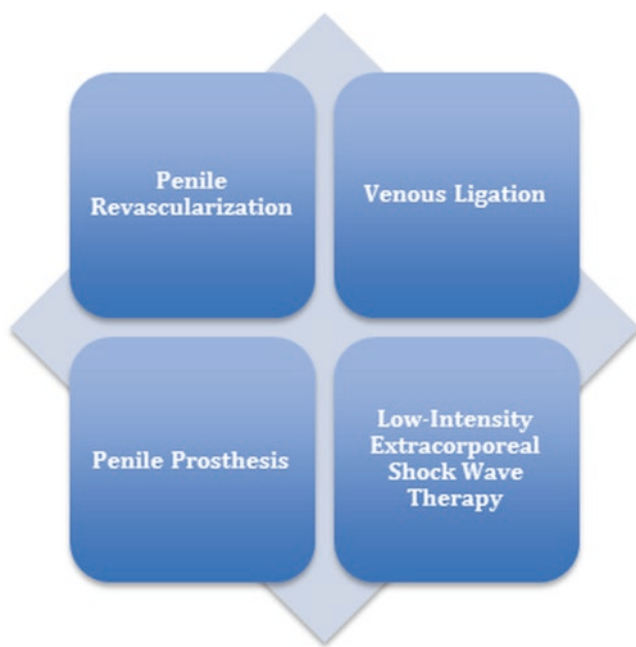 Penile
Revascularization
Venous Ligation
Penile Prosthesis
Low-Intensity
Extracorporeal
Shock Wave
Therapy